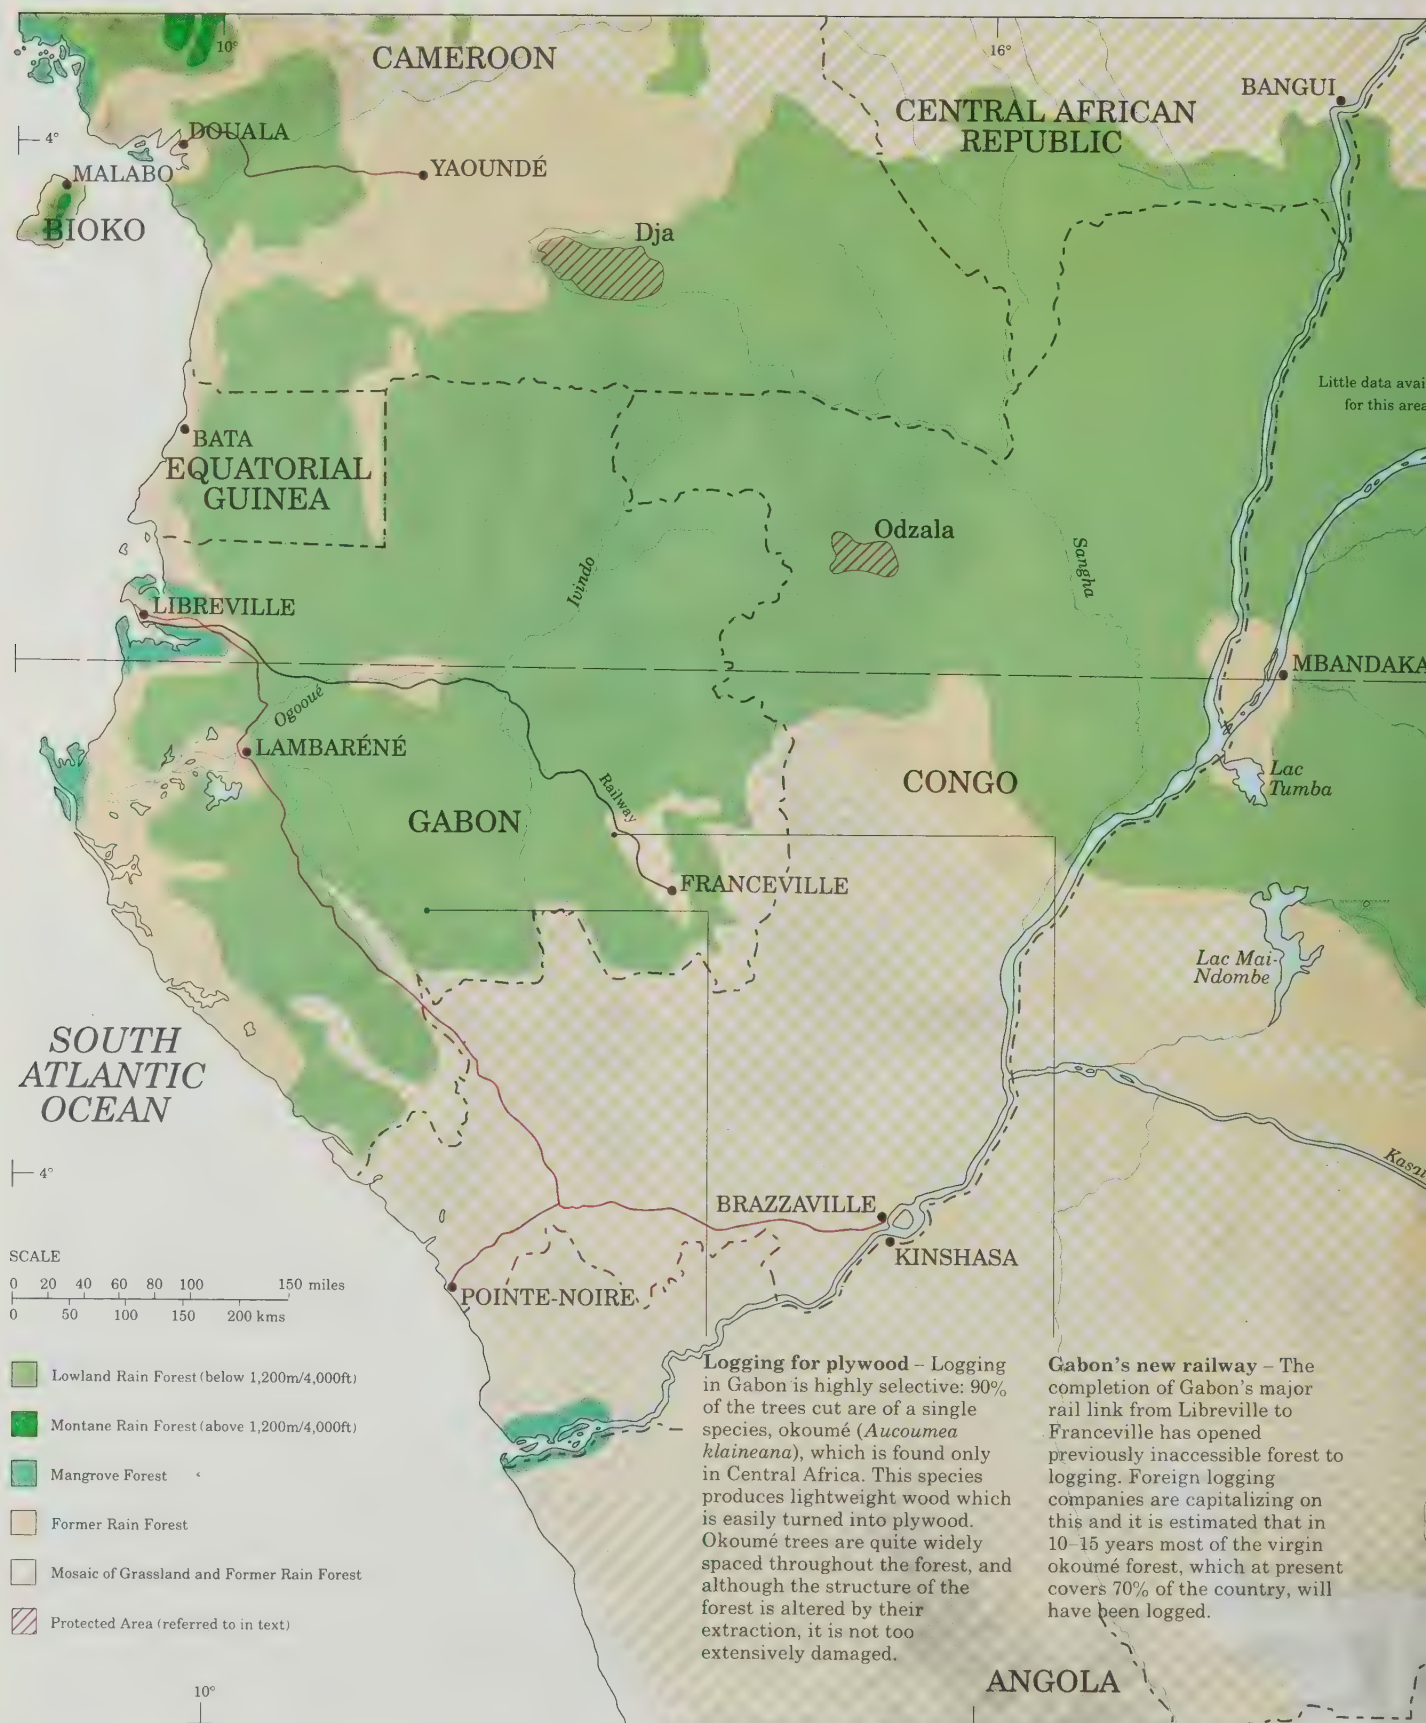 10°
CAMEROON
16°
BANGUI
CENTRAL AFRICAN
REPUBLIC
4°
DOUALA
YAOUNDÉ
MALABO
BIOKO
Dja
Little data avai
for this area
BATA
EQUATORIAL
GUINEA
Odzala
Ivindo
Sangha
LIBREVILLE
MBANDAKA
Ogooué
LAMBARÉNÉ
Railway
CONGO
Lac
Tumba
GABON
FRANCEVILLE
Lac Mai-
Ndombe
SOUTH
ATLANTIC
OCEAN
4°
BRAZZAVILLE
KINSHASA
POINTE-NOIRE
SCALE
0 20 40 60 80 100 150 miles
0 50 100 150 200 kms
Lowland Rain Forest (below 1,200m/4,000ft)
Montane Rain Forest (above 1,200m/4,000ft)
Mangrove Forest
Former Rain Forest
Mosaic of Grassland and Former Rain Forest
Protected Area (referred to in text)
Logging for plywood – Logging
in Gabon is highly selective: 90%
of the trees cut are of a single
species, okoumé (Aucoumea
klaineana), which is found only
in Central Africa. This species
produces lightweight wood which
is easily turned into plywood.
Okoumé trees are quite widely
spaced throughout the forest, and
although the structure of the
forest is altered by their
extraction, it is not too
extensively damaged.
Gabon's new railway – The
completion of Gabon's major
rail link from Libreville to
Franceville has opened
previously inaccessible forest to
logging. Foreign logging
companies are capitalizing on
this and it is estimated that in
10–15 years most of the virgin
okoumé forest, which at present
covers 70% of the country, will
have been logged.
ANGOLA
10°